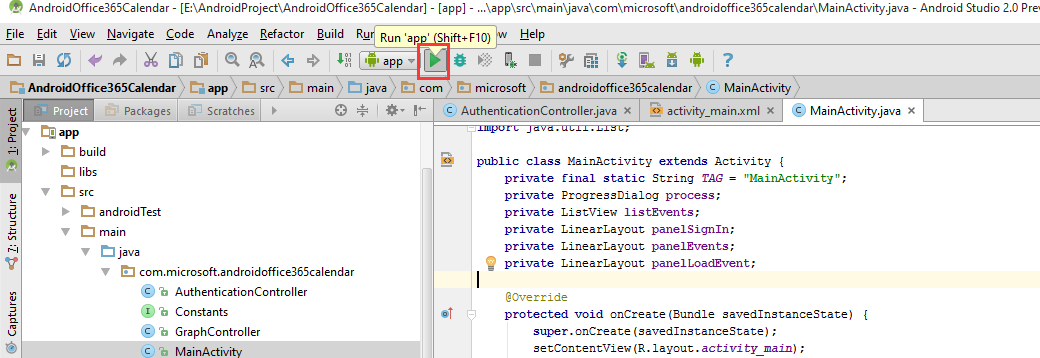 AndroidOffice365Calendar - [E:\AndroidProject\AndroidOffice365Calendar] - [app] - ...\app\src\main\java\com\microsoft\androidoffice365calendar\MainActivity.java - Android Studio 2.0 Prev
File Edit View Navigate Code Analyze Refactor Build Ru w Help
Run 'app' (Shift+F10)
app
AndroidOffice365Calendar app src main java com microsoft androidoffice365calendar MainActivity
1: Project
7: Structure
Captures
Project Packages Scratches
app
build
libs
src
androidTest
main
java
com.microsoft.androidoffice365calendar
AuthenticationController
Constants
GraphController
MainActivity
AuthenticationController.java activity_main.xml MainActivity.java
import java.util.List;
public class MainActivity extends Activity {
private final static String TAG = "MainActivity";
private ProgressDialog process;
private ListView listEvents;
private LinearLayout panelSignIn;
private LinearLayout panelEvents;
private LinearLayout panelLoadEvent;
@Override
protected void onCreate(Bundle savedInstanceState) {
super.onCreate(savedInstanceState);
setContentView(R.layout.activity_main);